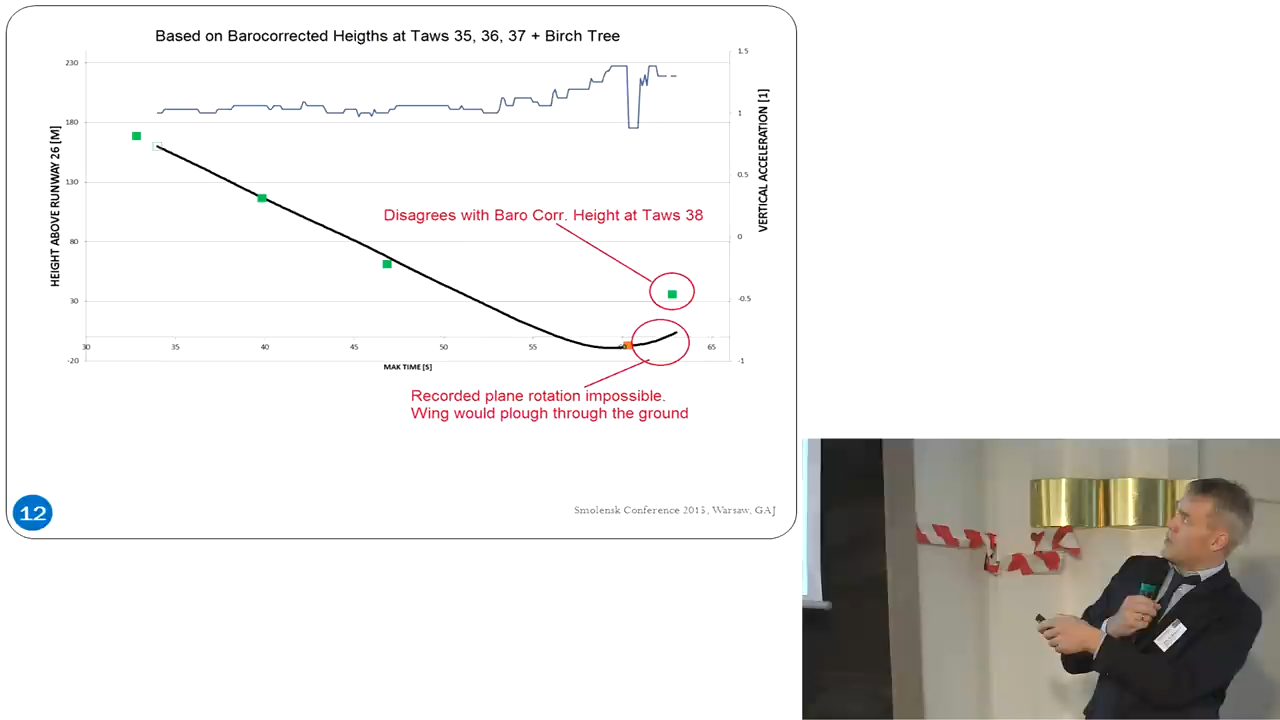 Based on Barocorrected Heigths at Taws 35, 36, 37 + Birch Tree
1.5
230
180
1
130
0.5
80
0
30
-0.5
-20
-1
30
35
40
45
50
55
65
HEIGHT ABOVE RUNWAY 26 [M]
VERTICAL ACCELERATION [1]
MAK TIME [S]
Disagrees with Baro Corr. Height at Taws 38
Recorded plane rotation impossible.
Wing would plough through the ground
12
Smolensk Conference 2013, Warsaw, GAJ